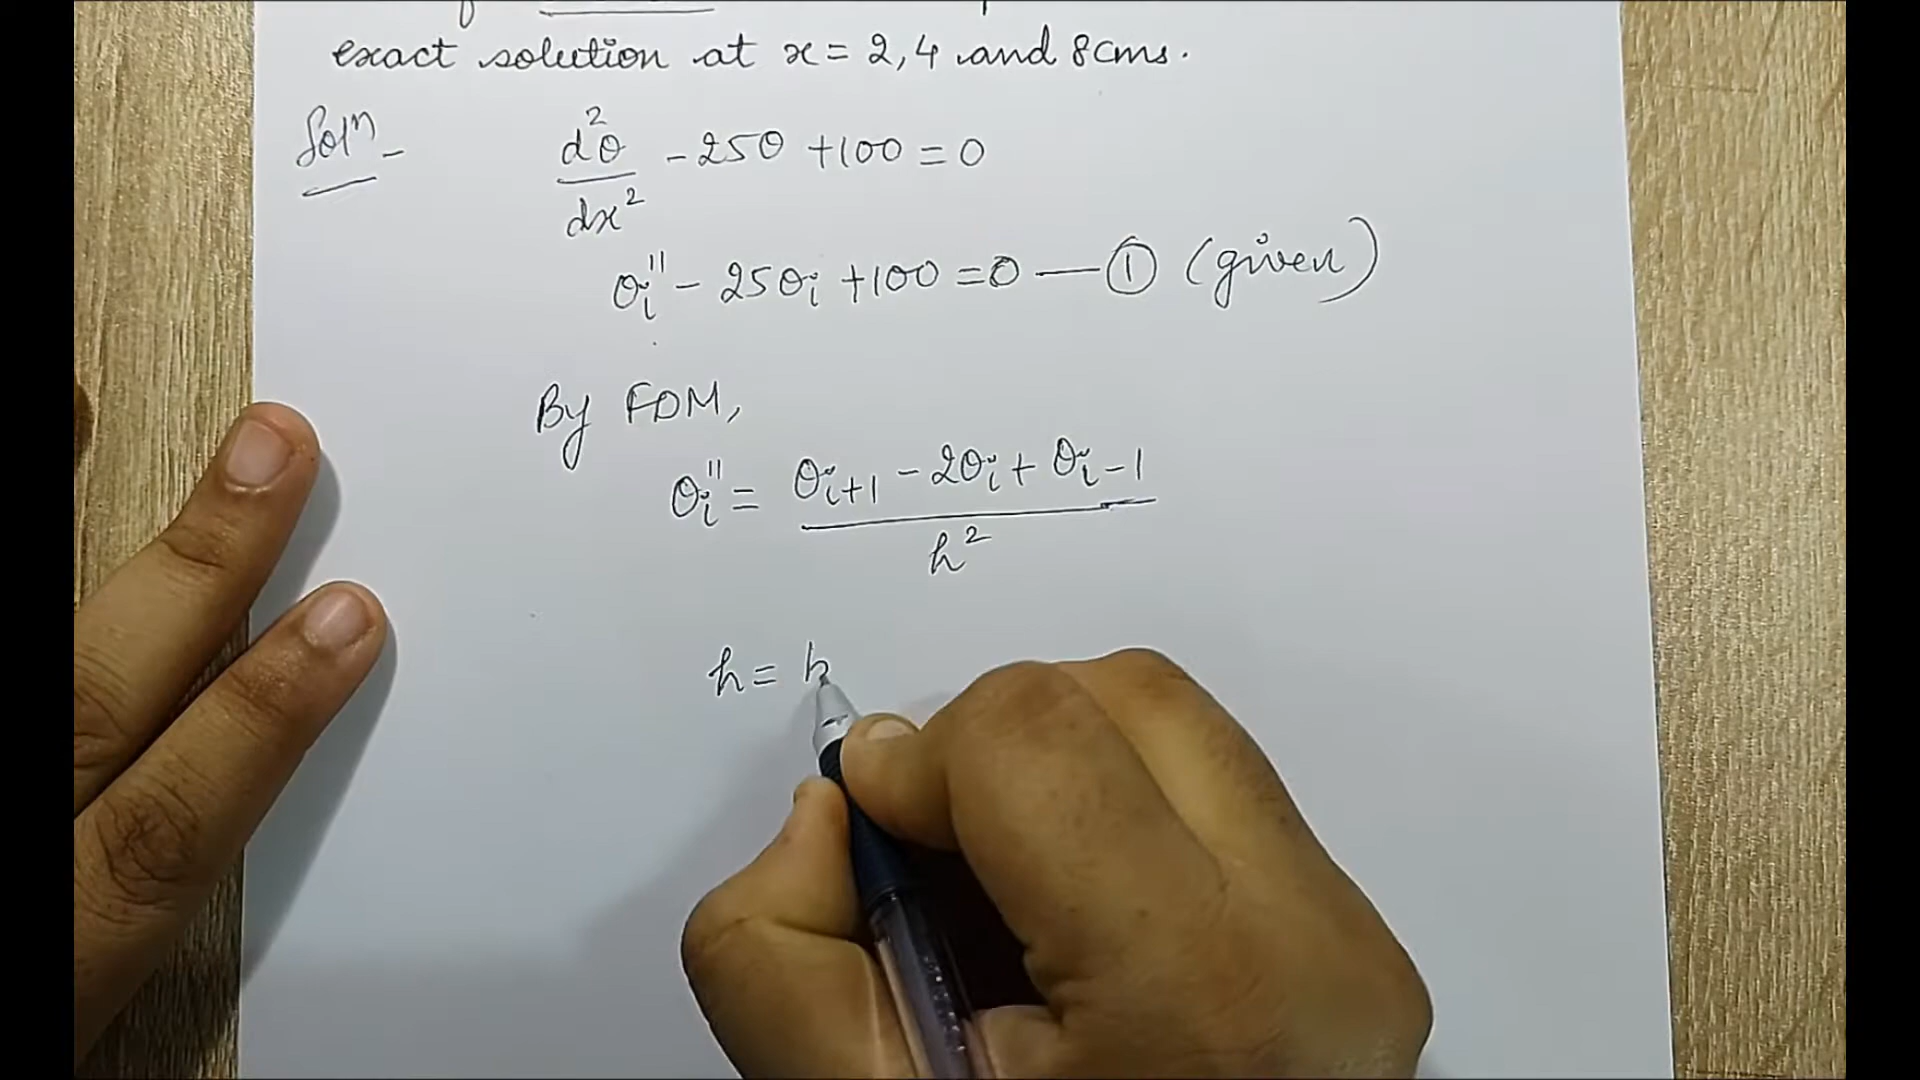 exact solution at x = 2, 4 and 8cms.
Solⁿ - d²θ/dx² - 25θ + 100 = 0
θᵢ'' - 25θᵢ + 100 = 0 — ① (given)
By FDM,
θᵢ'' = (θᵢ₊₁ - 2θᵢ + θᵢ₋₁)/h²
h = b